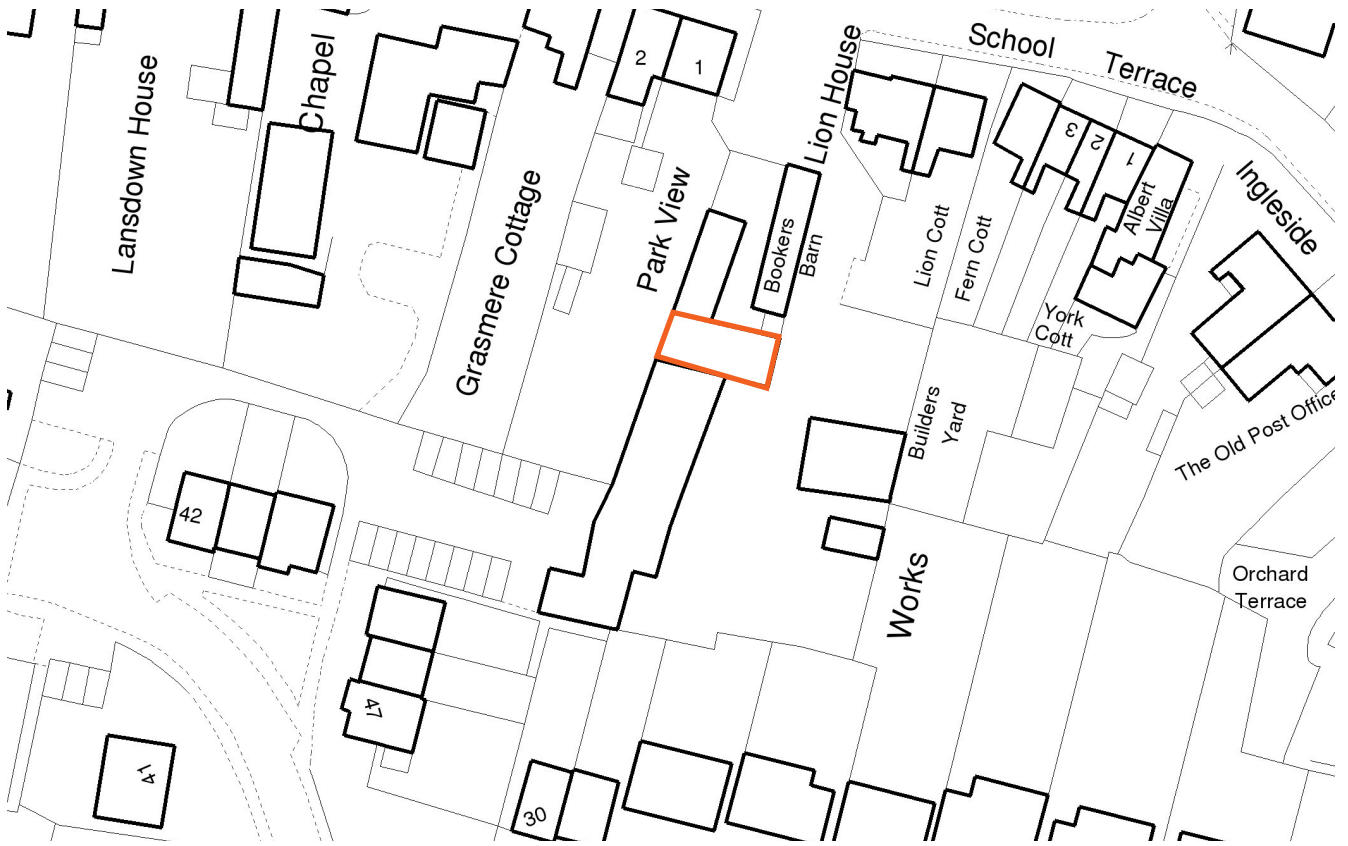 School
Terrace
Lion House
Chapel
Lansdown House
2
1
3
2
1
Albert
Villa
Ingleside
Grasmere Cottage
Park View
Bookers
Barn
Lion Cott
Fern Cott
York
Cott
Builders
Yard
The Old Post Office
42
Works
Orchard
Terrace
47
41
30